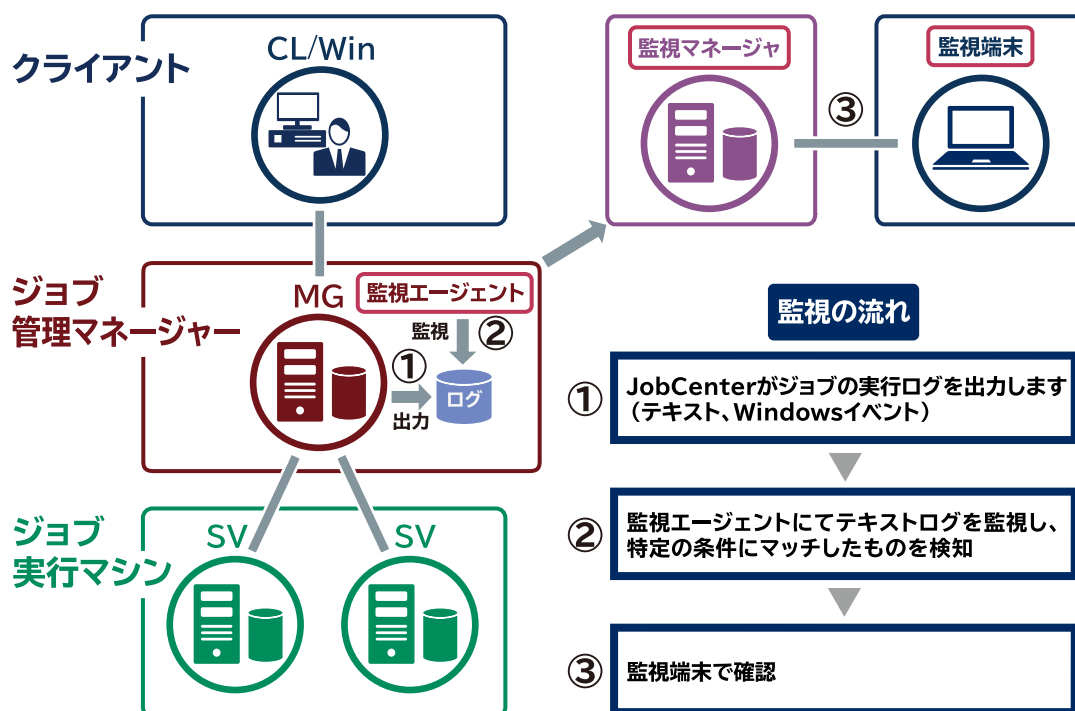 クライアント
CL/Win
監視マネージャ
監視端末
③
ジョブ
管理マネージャー
MG
監視エージェント
監視
②
①
ログ
出力
ジョブ
実行マシン
SV
SV
監視の流れ
①
JobCenterがジョブの実行ログを出力します
（テキスト、Windowsイベント）
②
監視エージェントにてテキストログを監視し、
特定の条件にマッチしたものを検知
③
監視端末で確認